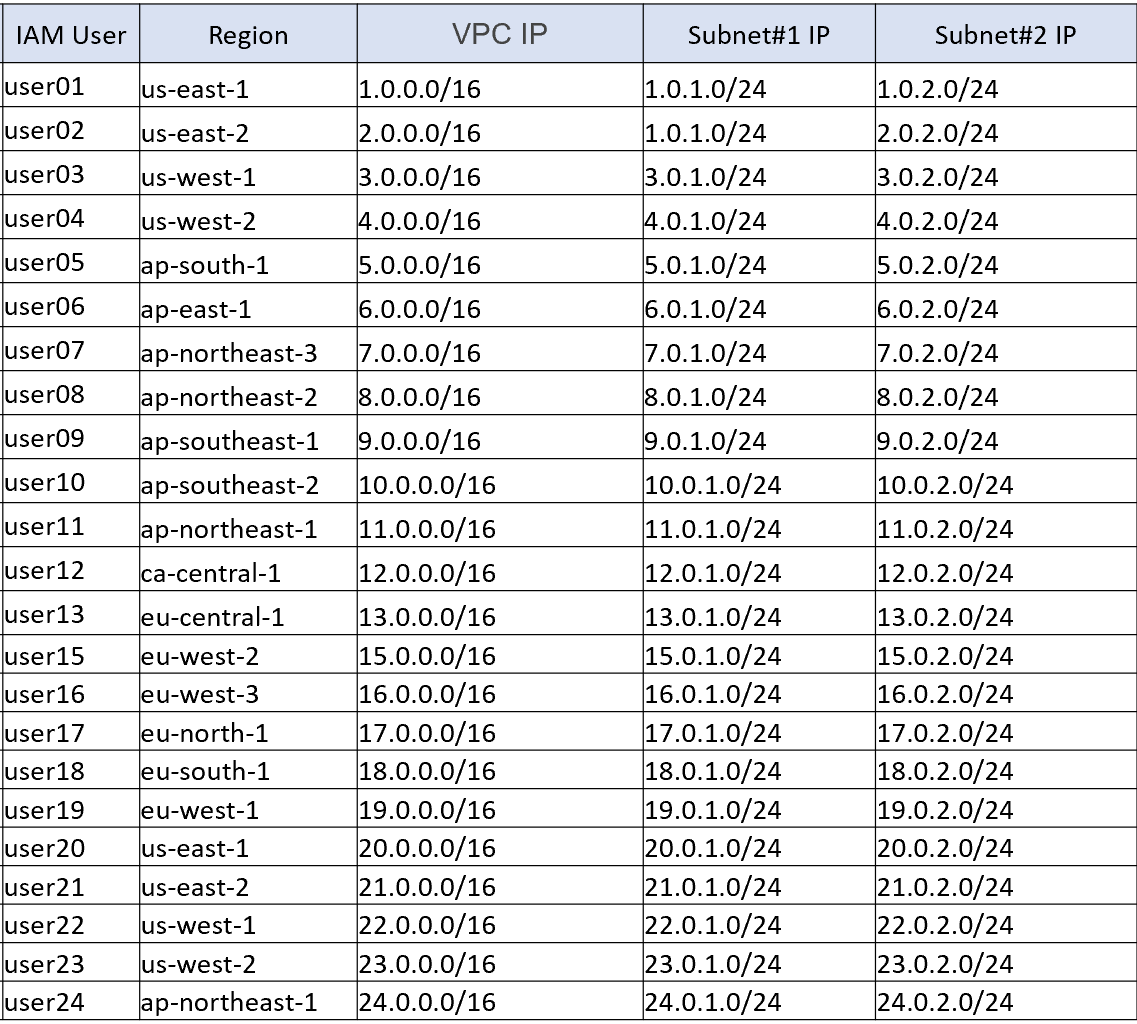 IAM User Region VPC IP Subnet#1 IP Subnet#2 IP
user01 us-east-1 1.0.0.0/16 1.0.1.0/24 1.0.2.0/24
user02 us-east-2 2.0.0.0/16 1.0.1.0/24 2.0.2.0/24
user03 us-west-1 3.0.0.0/16 3.0.1.0/24 3.0.2.0/24
user04 us-west-2 4.0.0.0/16 4.0.1.0/24 4.0.2.0/24
user05 ap-south-1 5.0.0.0/16 5.0.1.0/24 5.0.2.0/24
user06 ap-east-1 6.0.0.0/16 6.0.1.0/24 6.0.2.0/24
user07 ap-northeast-3 7.0.0.0/16 7.0.1.0/24 7.0.2.0/24
user08 ap-northeast-2 8.0.0.0/16 8.0.1.0/24 8.0.2.0/24
user09 ap-southeast-1 9.0.0.0/16 9.0.1.0/24 9.0.2.0/24
user10 ap-southeast-2 10.0.0.0/16 10.0.1.0/24 10.0.2.0/24
user11 ap-northeast-1 11.0.0.0/16 11.0.1.0/24 11.0.2.0/24
user12 ca-central-1 12.0.0.0/16 12.0.1.0/24 12.0.2.0/24
user13 eu-central-1 13.0.0.0/16 13.0.1.0/24 13.0.2.0/24
user15 eu-west-2 15.0.0.0/16 15.0.1.0/24 15.0.2.0/24
user16 eu-west-3 16.0.0.0/16 16.0.1.0/24 16.0.2.0/24
user17 eu-north-1 17.0.0.0/16 17.0.1.0/24 17.0.2.0/24
user18 eu-south-1 18.0.0.0/16 18.0.1.0/24 18.0.2.0/24
user19 eu-west-1 19.0.0.0/16 19.0.1.0/24 19.0.2.0/24
user20 us-east-1 20.0.0.0/16 20.0.1.0/24 20.0.2.0/24
user21 us-east-2 21.0.0.0/16 21.0.1.0/24 21.0.2.0/24
user22 us-west-1 22.0.0.0/16 22.0.1.0/24 22.0.2.0/24
user23 us-west-2 23.0.0.0/16 23.0.1.0/24 23.0.2.0/24
user24 ap-northeast-1 24.0.0.0/16 24.0.1.0/24 24.0.2.0/24